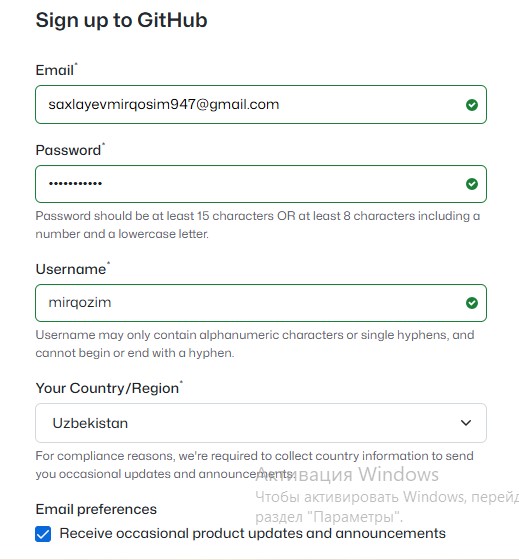 Sign up to GitHub
Email*
saxlayevmirqosim947@gmail.com
Password*
•••••••••••
Password should be at least 15 characters OR at least 8 characters including a
number and a lowercase letter.
Username*
mirqozim
Username may only contain alphanumeric characters or single hyphens, and
cannot begin or end with a hyphen.
Your Country/Region*
Uzbekistan
For compliance reasons, we're required to collect country information to send
you occasional updates and announcements.
Активация Windows
Чтобы активировать Windows, перей
раздел "Параметры".
Email preferences
Receive occasional product updates and announcements